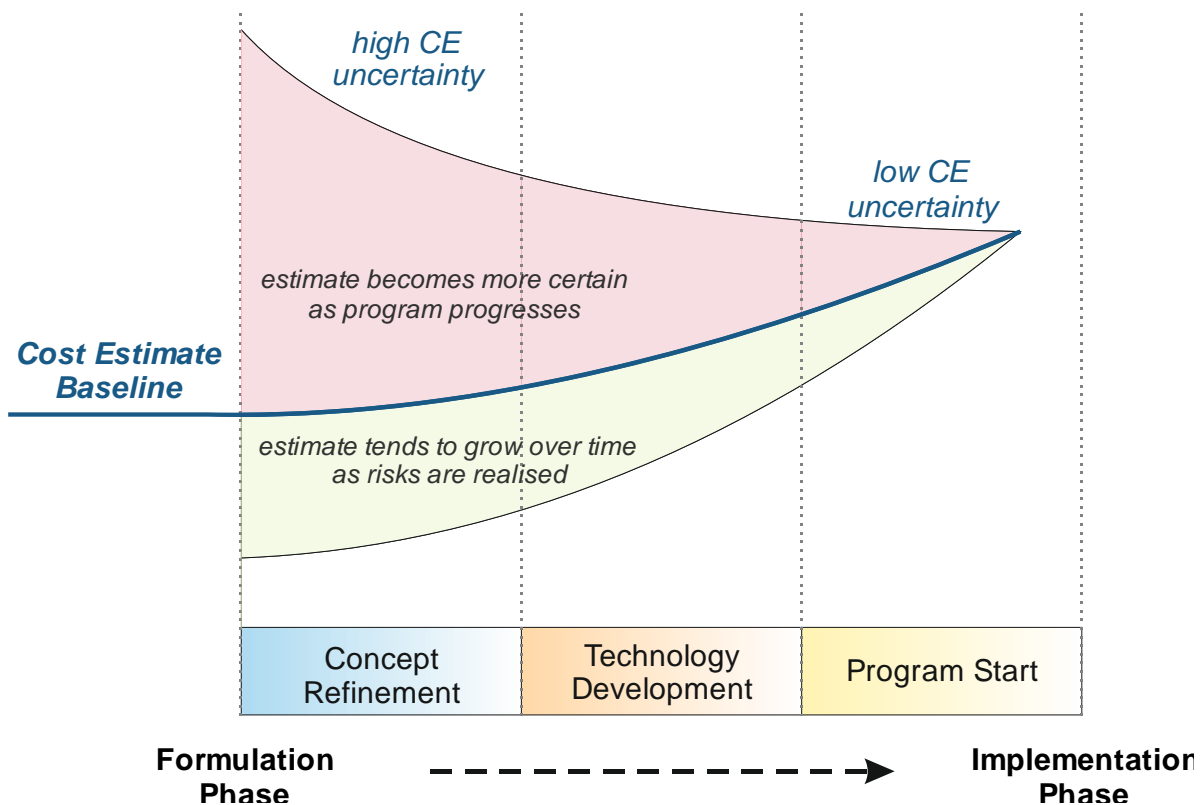 high CE
uncertainty
low CE
uncertainty
estimate becomes more certain
as program progresses
Cost Estimate
Baseline
estimate tends to grow over time
as risks are realised
Concept
Refinement
Technology
Development
Program Start
Formulation
Phase
Implementation
Phase